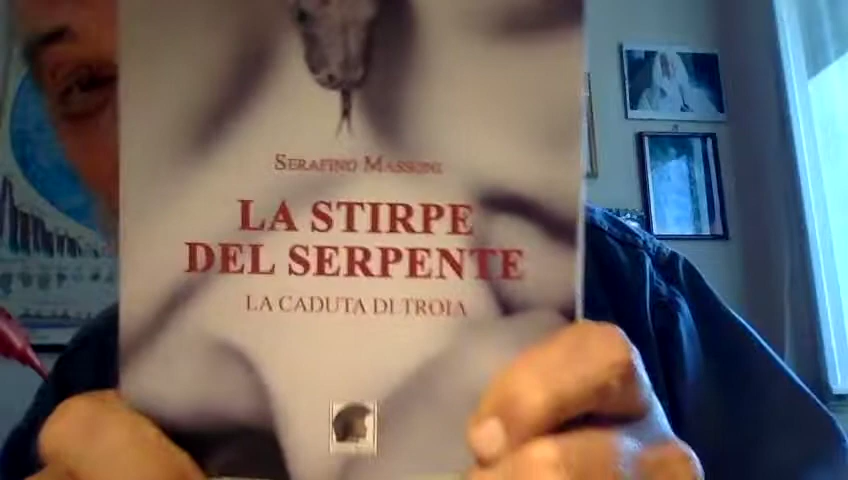 SERAFINO MASSONI
LA STIRPE
DEL SERPENTE
LA CADUTA DI TROIA